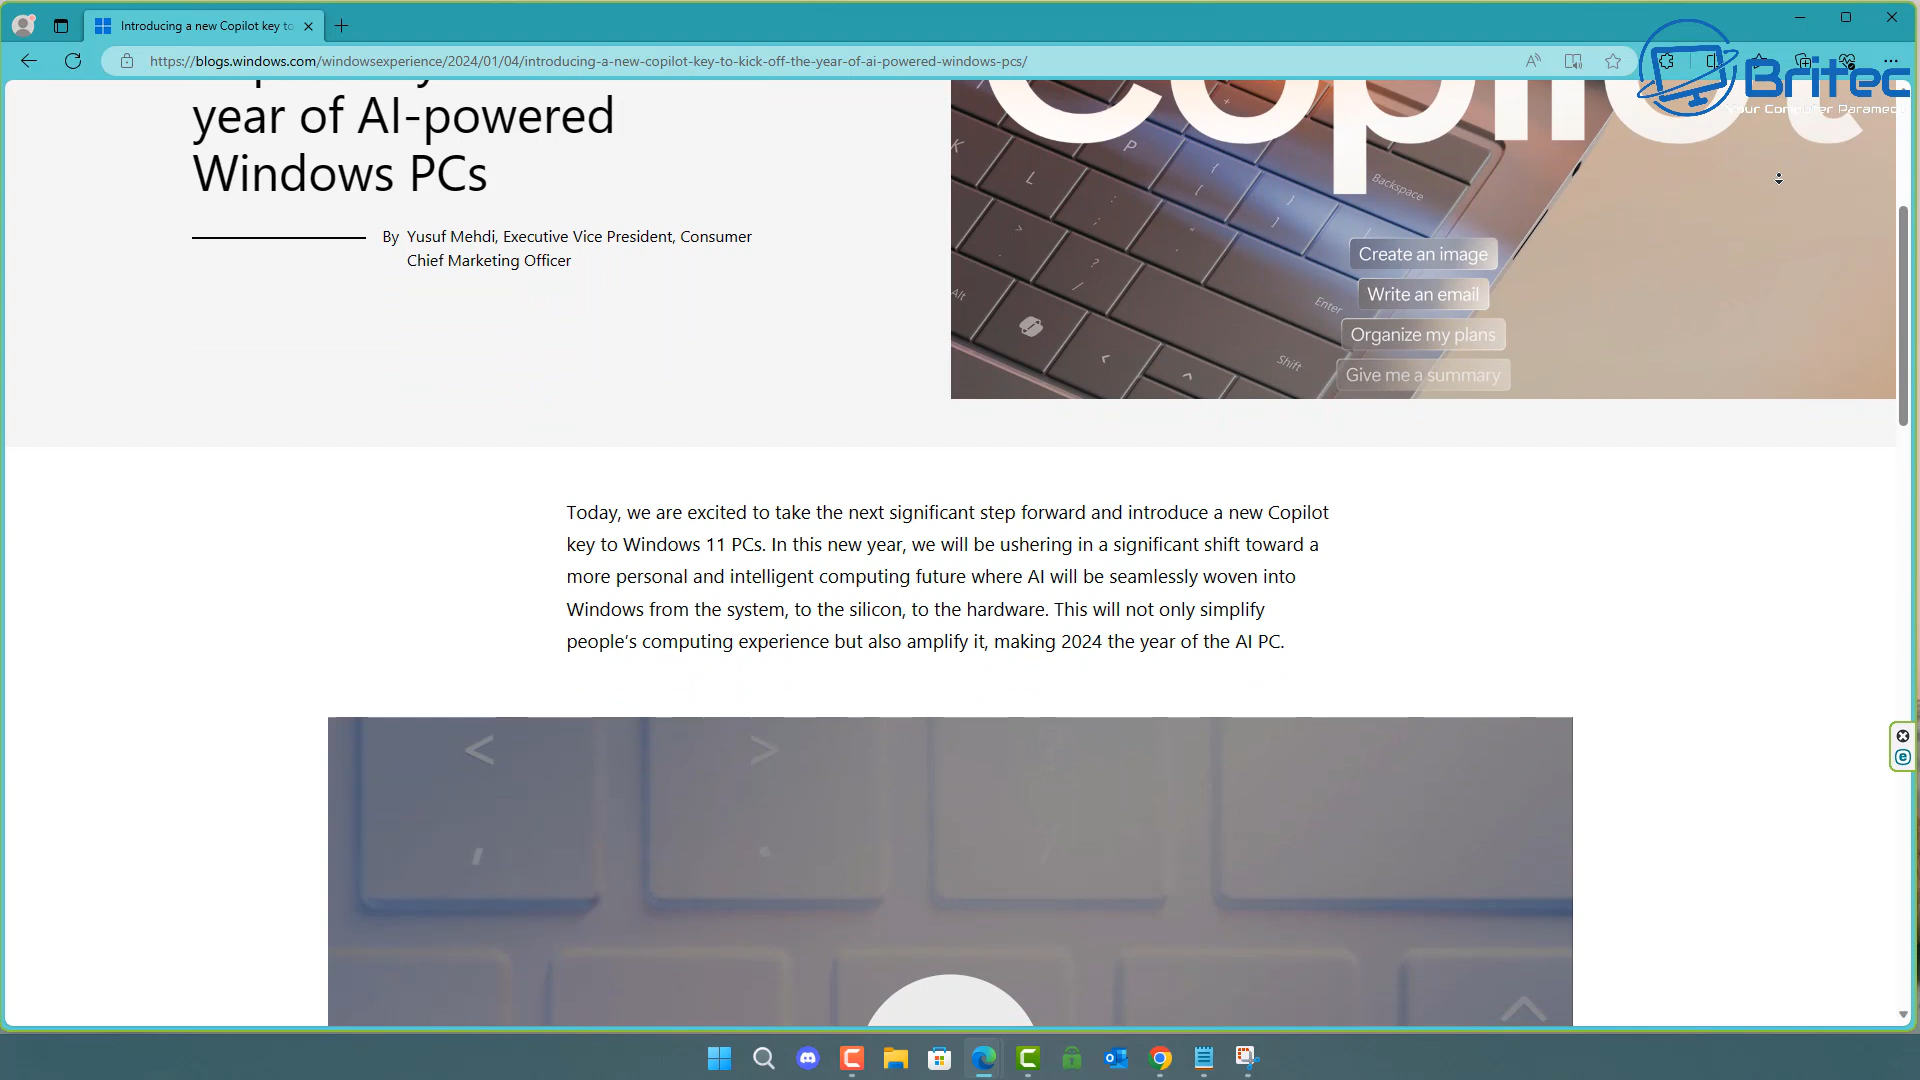 Introducing a new Copilot key to
https://blogs.windows.com/windowsexperience/2024/01/04/introducing-a-new-copilot-key-to-kick-off-the-year-of-ai-powered-windows-pcs/
Britec
Your Computer Paramedic
year of AI-powered
Windows PCs
By Yusuf Mehdi, Executive Vice President, Consumer
Chief Marketing Officer
Copilot
K
P
{
[
}
]
Backspace
L
:
;
>
?
/
Enter
Alt
<
^
Shift
Create an image
Write an email
Organize my plans
Give me a summary
Today, we are excited to take the next significant step forward and introduce a new Copilot
key to Windows 11 PCs. In this new year, we will be ushering in a significant shift toward a
more personal and intelligent computing future where AI will be seamlessly woven into
Windows from the system, to the silicon, to the hardware. This will not only simplify
people’s computing experience but also amplify it, making 2024 the year of the AI PC.
< >
, .